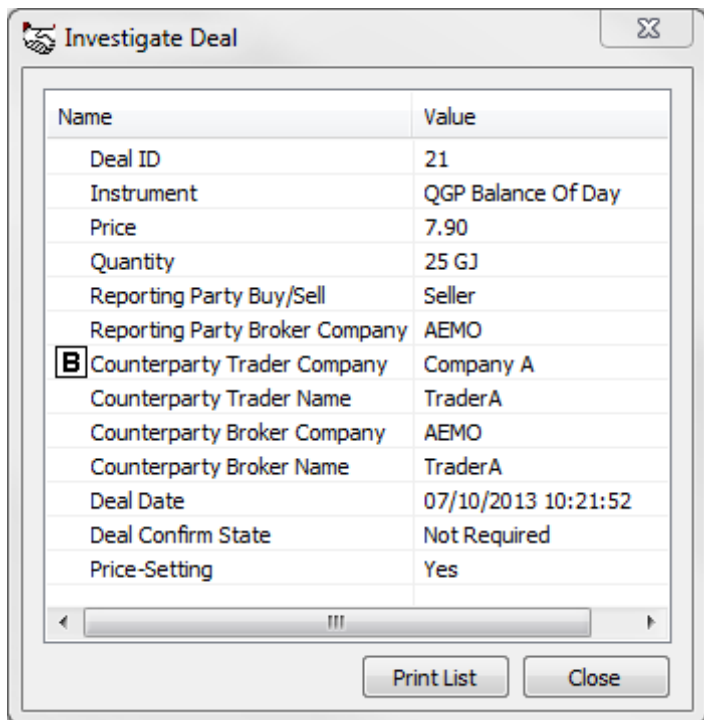 Investigate Deal
Name Value
Deal ID 21
Instrument QGP Balance Of Day
Price 7.90
Quantity 25 GJ
Reporting Party Buy/Sell Seller
Reporting Party Broker Company AEMO
B Counterparty Trader Company Company A
Counterparty Trader Name TraderA
Counterparty Broker Company AEMO
Counterparty Broker Name TraderA
Deal Date 07/10/2013 10:21:52
Deal Confirm State Not Required
Price-Setting Yes
Print List Close